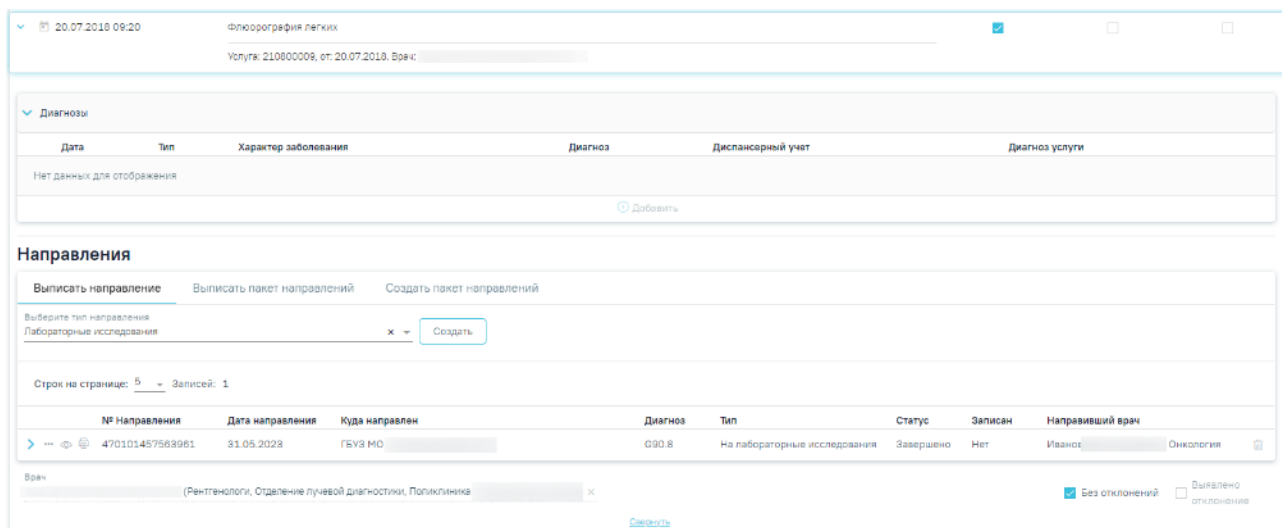 20.07.2018 09:20 Флюорография легких
Услуга: 210800009, от: 20.07.2018. Врач:
Диагнозы
Дата Тип Характер заболевания Диагноз Диспансерный учет Диагноз услуги
Нет данных для отображения
Добавить
Направления
Выписать направление Выписать пакет направлений Создать пакет направлений
Выберите тип направления
Лабораторные исследования Создать
Строк на странице: 5 Записей: 1
№ Направления Дата направления Куда направлен Диагноз Тип Статус Записан Направивший врач
470101457563961 31.05.2023 ГБУЗ МО G90.8 На лабораторные исследования Завершено Нет Иванов Онкология
Врач
(Рентгенологи, Отделение лучевой диагностики, Поликлиника
Без отклонений Выявлено
отклонение
Свернуть